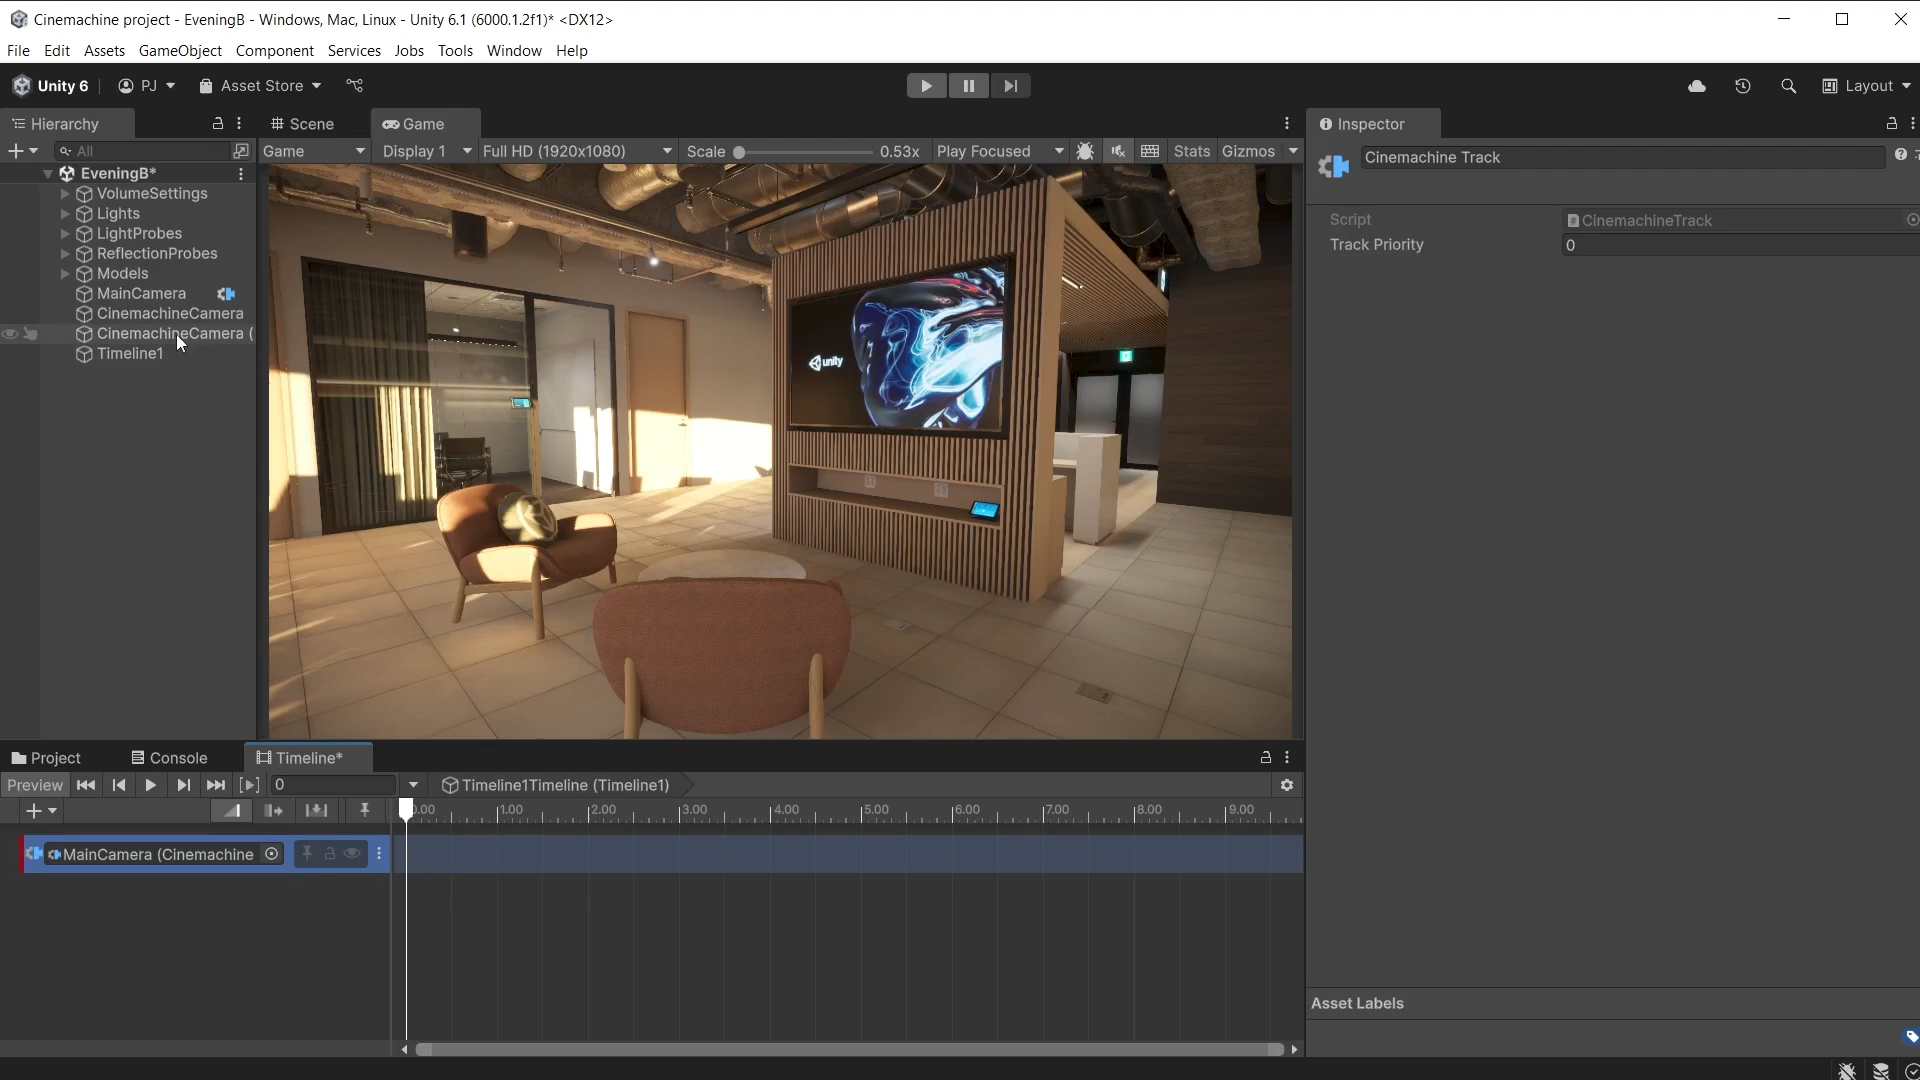 Cinemachine project - EveningB - Windows, Mac, Linux - Unity 6.1 (6000.1.2f1)* <DX12>
File Edit Assets GameObject Component Services Jobs Tools Window Help
Unity 6 PJ Asset Store Layout
Hierarchy Scene Game Inspector
All Game Display 1 Full HD (1920x1080) Scale 0.53x Play Focused Stats Gizmos
Cinemachine Track
EveningB*
VolumeSettings
Lights
LightProbes
ReflectionProbes
Models
MainCamera
CinemachineCamera
CinemachineCamera (
Timeline1
Script CinemachineTrack
Track Priority 0
unity
Project Console Timeline*
Preview 0 Timeline1Timeline (Timeline1)
0:00 1:00 2:00 3:00 4:00 5:00 6:00 7:00 8:00 9:00
MainCamera (Cinemachine
Asset Labels